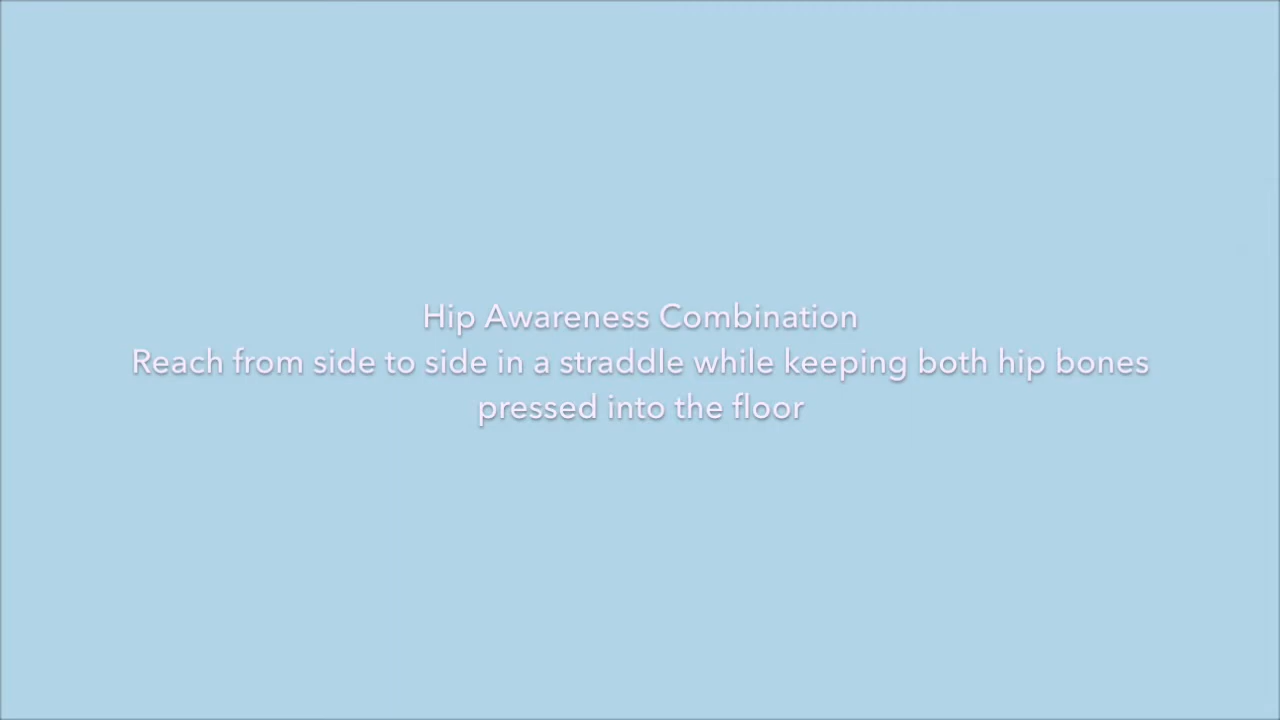 Hip Awareness Combination
Reach from side to side in a straddle while keeping both hip bones
pressed into the floor